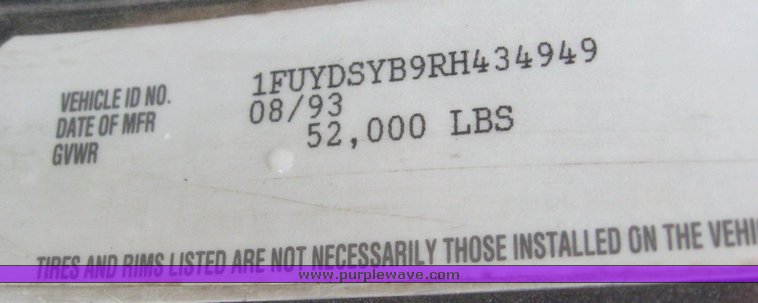 VEHICLE ID NO. 1FUYDSYB9RH434949
DATE OF MFR 08/93
GVWR 52,000 LBS
TIRES AND RIMS LISTED ARE NOT NECESSARILY THOSE INSTALLED ON THE VEHI
www.purplewave.com